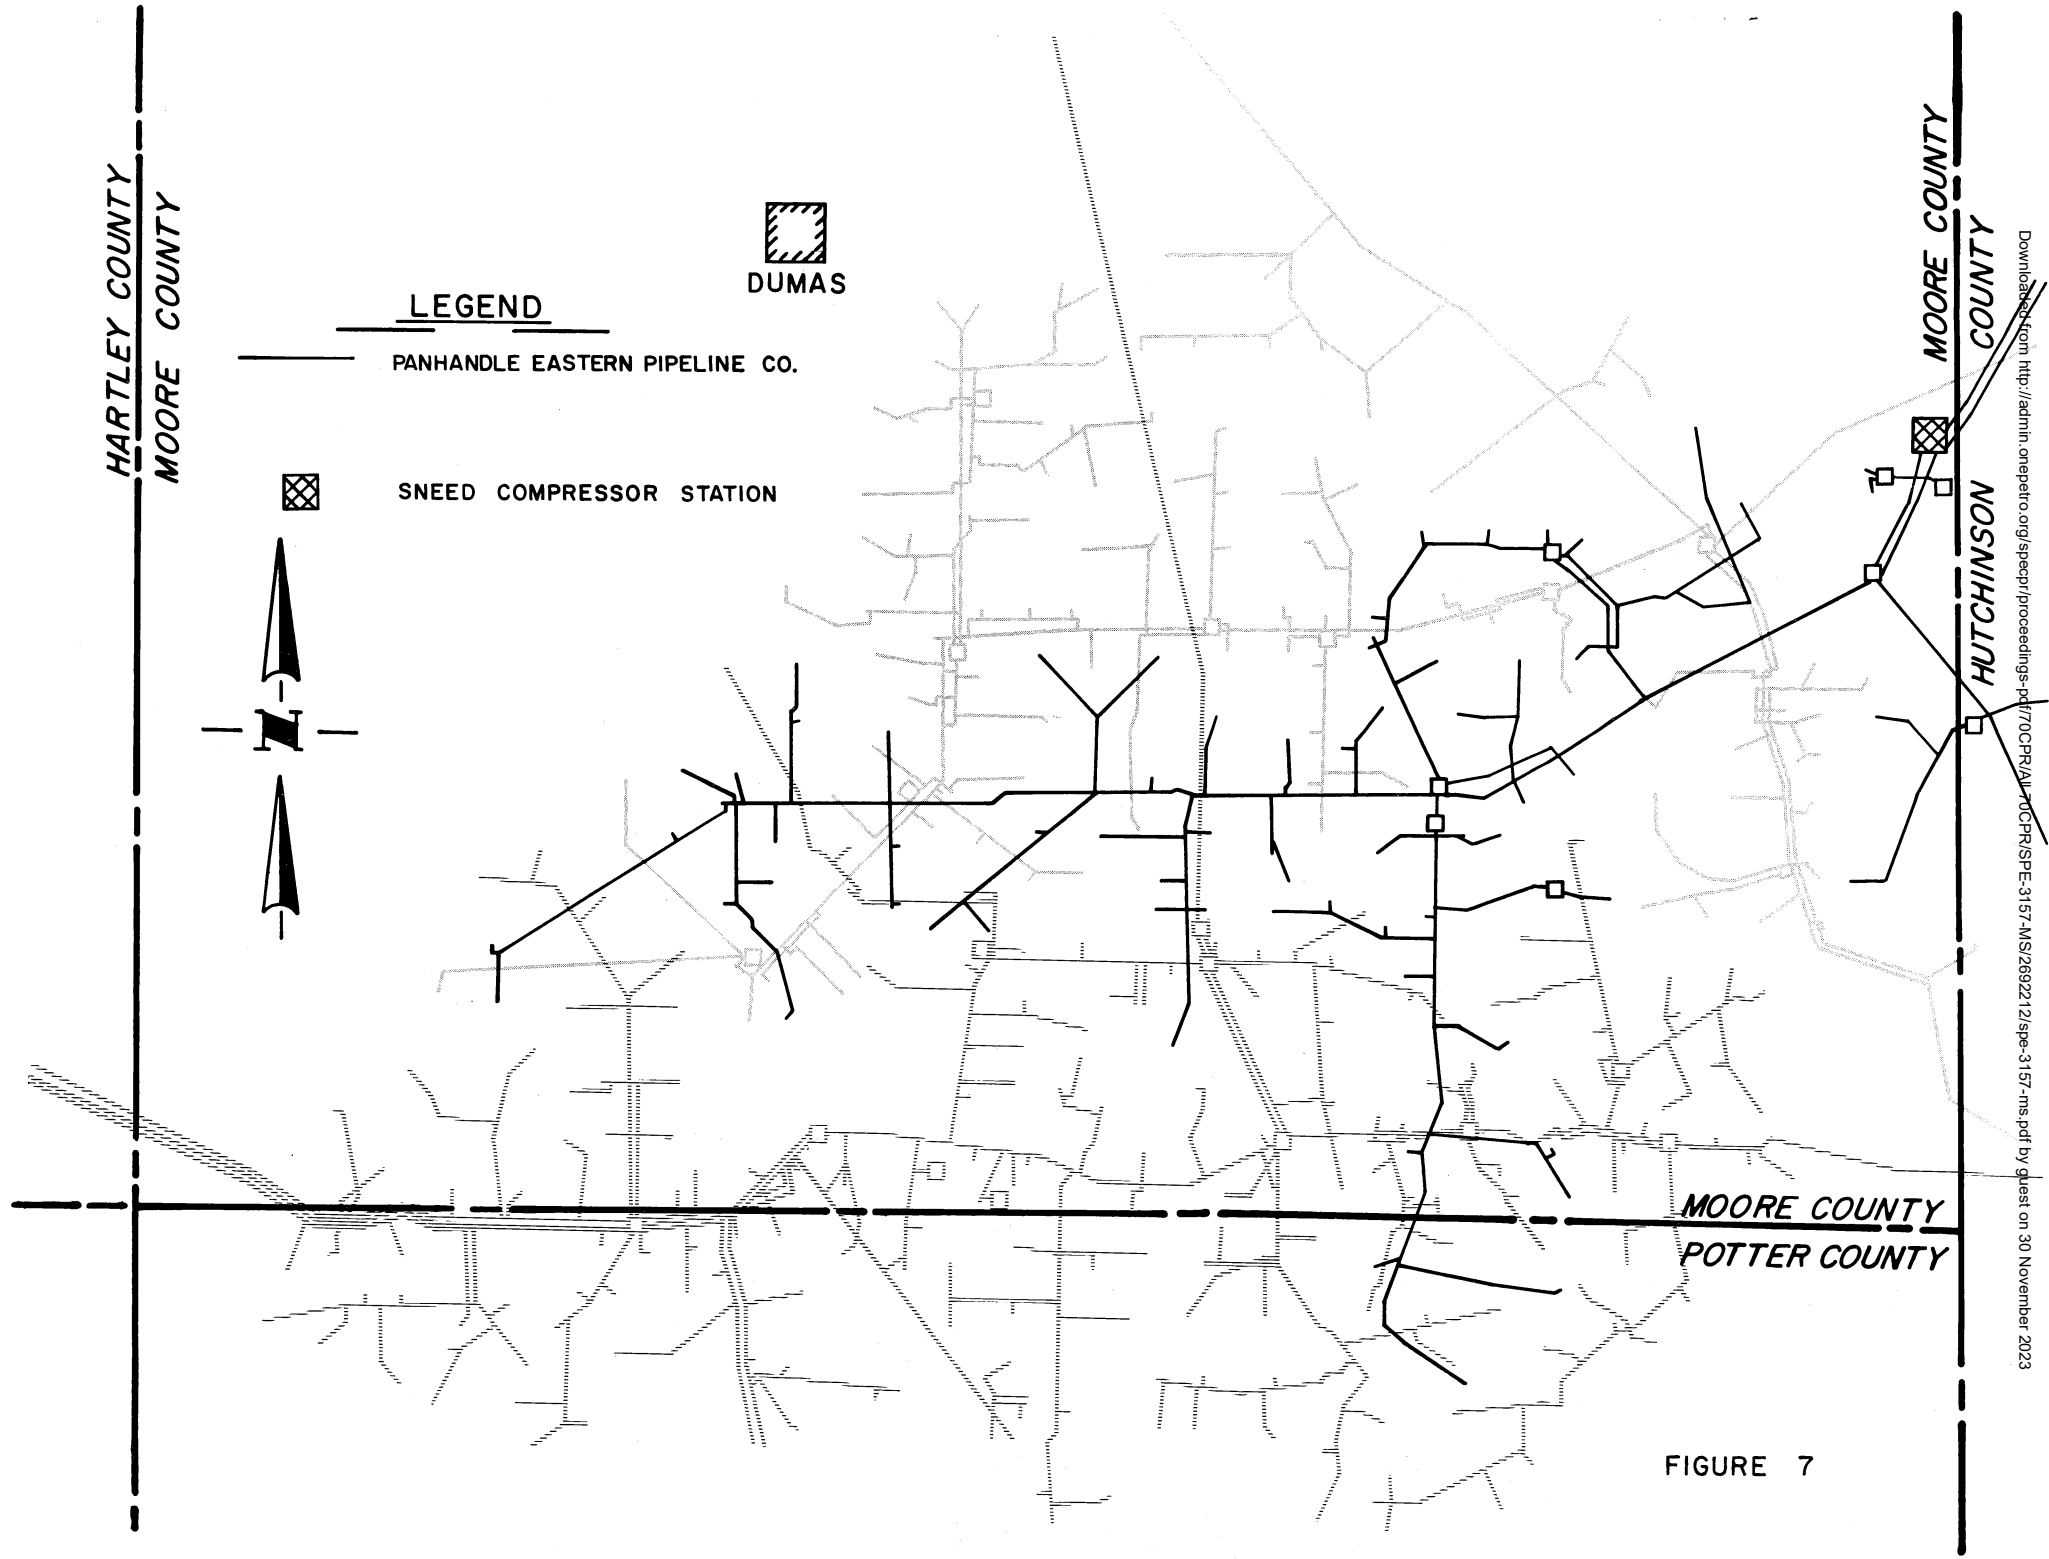 HARTLEY COUNTY
MOORE COUNTY
DUMAS
LEGEND
PANHANDLE EASTERN PIPELINE CO.
SNEED COMPRESSOR STATION
N
MOORE COUNTY
HUTCHINSON COUNTY
MOORE COUNTY
POTTER COUNTY
FIGURE 7
Downloaded from http://admin.onepetro.org/specpr/proceedings-pdf/70CPR/All-70CPR/SPE-3157-MS/2692212/spe-3157-ms.pdf by guest on 30 November 2023